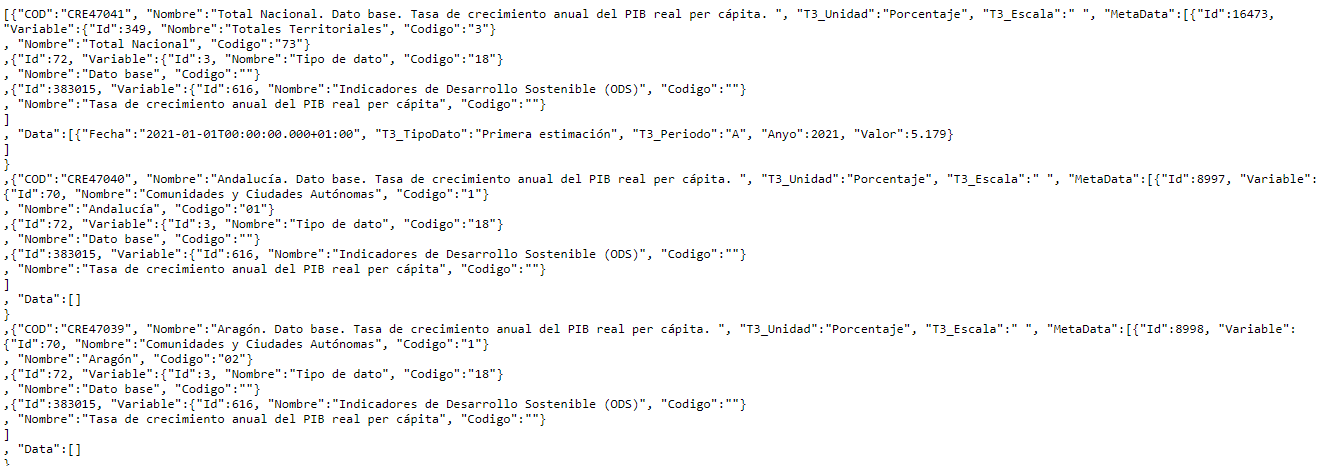 [{"COD":"CRE47041", "Nombre":"Total Nacional. Dato base. Tasa de crecimiento anual del PIB real per cápita. ", "T3_Unidad":"Porcentaje", "T3_Escala":" ", "MetaData":[{"Id":16473,
"Variable":{"Id":349, "Nombre":"Totales Territoriales", "Codigo":"3"}
, "Nombre":"Total Nacional", "Codigo":"73"}
,{"Id":72, "Variable":{"Id":3, "Nombre":"Tipo de dato", "Codigo":"18"}
, "Nombre":"Dato base", "Codigo":""}
,{"Id":383015, "Variable":{"Id":616, "Nombre":"Indicadores de Desarrollo Sostenible (ODS)", "Codigo":""}
, "Nombre":"Tasa de crecimiento anual del PIB real per cápita", "Codigo":""}
]
, "Data":[{"Fecha":"2021-01-01T00:00:00.000+01:00", "T3_TipoDato":"Primera estimación", "T3_Periodo":"A", "Anyo":2021, "Valor":5.179}
]
}
,{"COD":"CRE47040", "Nombre":"Andalucía. Dato base. Tasa de crecimiento anual del PIB real per cápita. ", "T3_Unidad":"Porcentaje", "T3_Escala":" ", "MetaData":[{"Id":8997, "Variable":
{"Id":70, "Nombre":"Comunidades y Ciudades Autónomas", "Codigo":"1"}
, "Nombre":"Andalucía", "Codigo":"01"}
,{"Id":72, "Variable":{"Id":3, "Nombre":"Tipo de dato", "Codigo":"18"}
, "Nombre":"Dato base", "Codigo":""}
,{"Id":383015, "Variable":{"Id":616, "Nombre":"Indicadores de Desarrollo Sostenible (ODS)", "Codigo":""}
, "Nombre":"Tasa de crecimiento anual del PIB real per cápita", "Codigo":""}
]
, "Data":[]
}
,{"COD":"CRE47039", "Nombre":"Aragón. Dato base. Tasa de crecimiento anual del PIB real per cápita. ", "T3_Unidad":"Porcentaje", "T3_Escala":" ", "MetaData":[{"Id":8998, "Variable":
{"Id":70, "Nombre":"Comunidades y Ciudades Autónomas", "Codigo":"1"}
, "Nombre":"Aragón", "Codigo":"02"}
,{"Id":72, "Variable":{"Id":3, "Nombre":"Tipo de dato", "Codigo":"18"}
, "Nombre":"Dato base", "Codigo":""}
,{"Id":383015, "Variable":{"Id":616, "Nombre":"Indicadores de Desarrollo Sostenible (ODS)", "Codigo":""}
, "Nombre":"Tasa de crecimiento anual del PIB real per cápita", "Codigo":""}
]
, "Data":[]
}